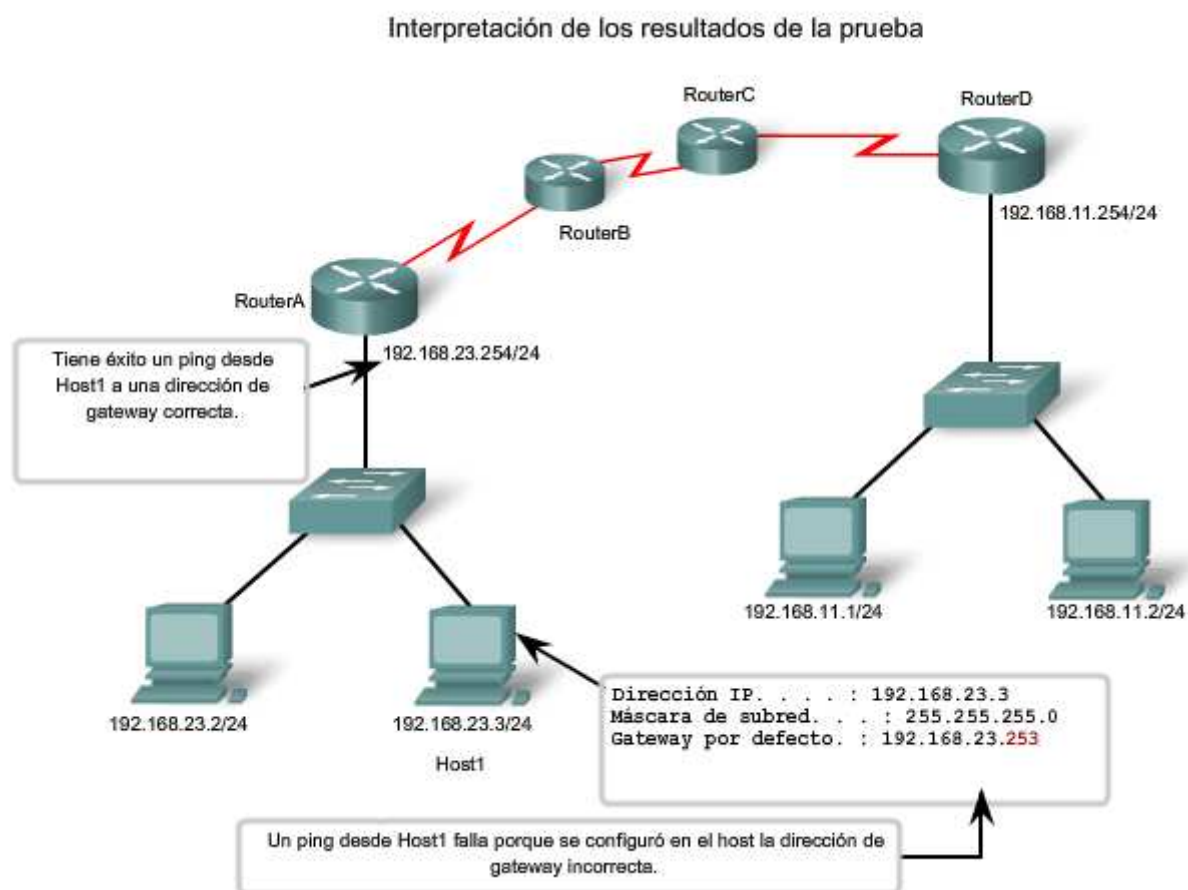 Interpretación de los resultados de la prueba
RouterC
RouterD
192.168.11.254/24
RouterB
RouterA
192.168.23.254/24
Tiene éxito un ping desde
Host1 a una dirección de
gateway correcta.
192.168.11.1/24
192.168.11.2/24
192.168.23.2/24
192.168.23.3/24
Host1
Dirección IP. . . . . : 192.168.23.3
Máscara de subred. . . : 255.255.255.0
Gateway por defecto. : 192.168.23.253
Un ping desde Host1 falla porque se configuró en el host la dirección de
gateway incorrecta.